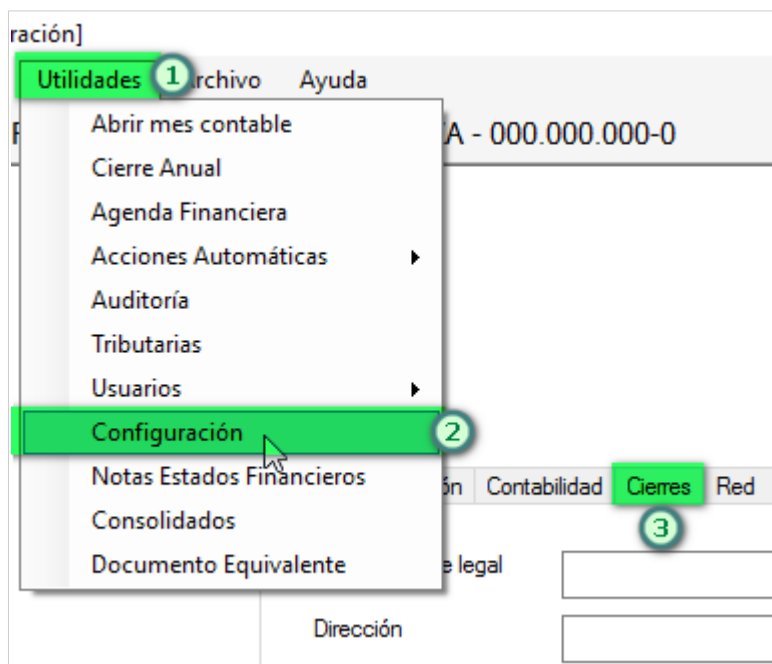 ración]
Utilidades 1 rchivo Ayuda
A - 000.000.000-0
Abrir mes contable
Cierre Anual
Agenda Financiera
Acciones Automáticas
Auditoría
Tributarias
Usuarios
Configuración 2
Notas Estados Financieros
ón Contabilidad Cierres Red
3
Consolidados
Documento Equivalente
e legal
Dirección